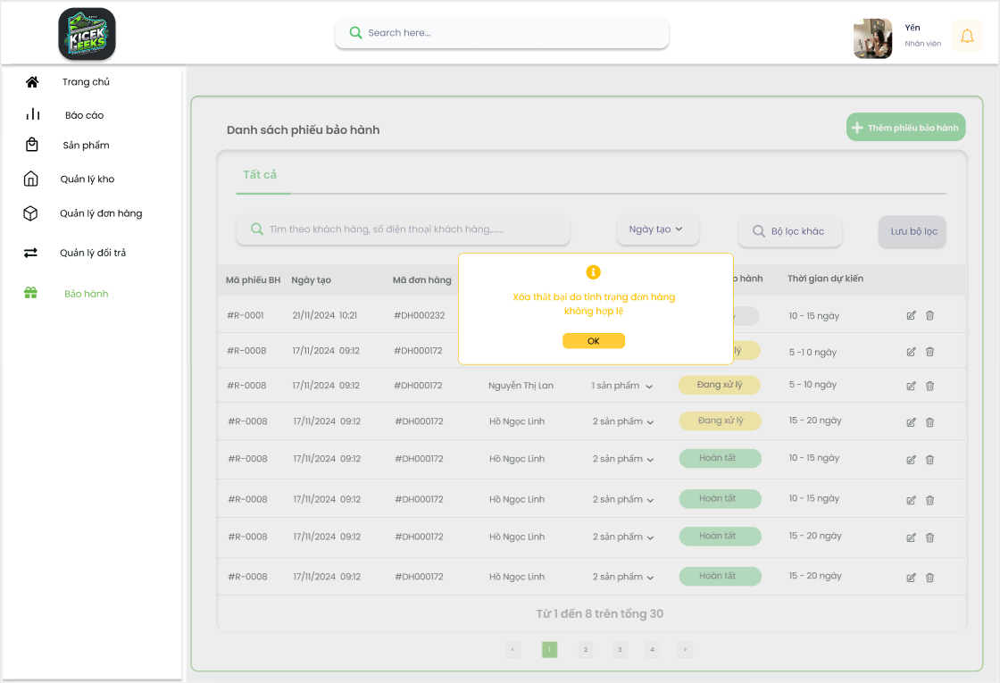 KICEK
GEEKS
Search here...
Yến
Nhân viên
Trang chủ
Báo cáo
Sản phẩm
Quản lý kho
Quản lý đơn hàng
Quản lý đổi trả
Bảo hành
Danh sách phiếu bảo hành
Thêm phiếu bảo hành
Tất cả
Tìm theo khách hàng, số điện thoại khách hàng,......
Ngày tạo
Bộ lọc khác
Lưu bộ lọc
Mã phiếu BH Ngày tạo Mã đơn hàng hành Thời gian dự kiến
Xóa thất bại do tình trạng đơn hàng
không hợp lệ
OK
#R-0001 21/11/2024 10:21 #DH000232 10 - 15 ngày
#R-0008 17/11/2024 09:12 #DH000172 lý 5 -1 0 ngày
#R-0008 17/11/2024 09:12 #DH000172 Nguyễn Thị Lan 1 sản phẩm Đang xử lý 5 - 10 ngày
#R-0008 17/11/2024 09:12 #DH000172 Hồ Ngọc Linh 2 sản phẩm Đang xử lý 15 - 20 ngày
#R-0008 17/11/2024 09:12 #DH000172 Hồ Ngọc Linh 2 sản phẩm Hoàn tất 10 - 15 ngày
#R-0008 17/11/2024 09:12 #DH000172 Hồ Ngọc Linh 2 sản phẩm Hoàn tất 10 - 15 ngày
#R-0008 17/11/2024 09:12 #DH000172 Hồ Ngọc Linh 2 sản phẩm Hoàn tất 15 - 20 ngày
#R-0008 17/11/2024 09:12 #DH000172 Hồ Ngọc Linh 2 sản phẩm Hoàn tất 15 - 20 ngày
Từ 1 đến 8 trên tổng 30
< 1 2 3 4 >